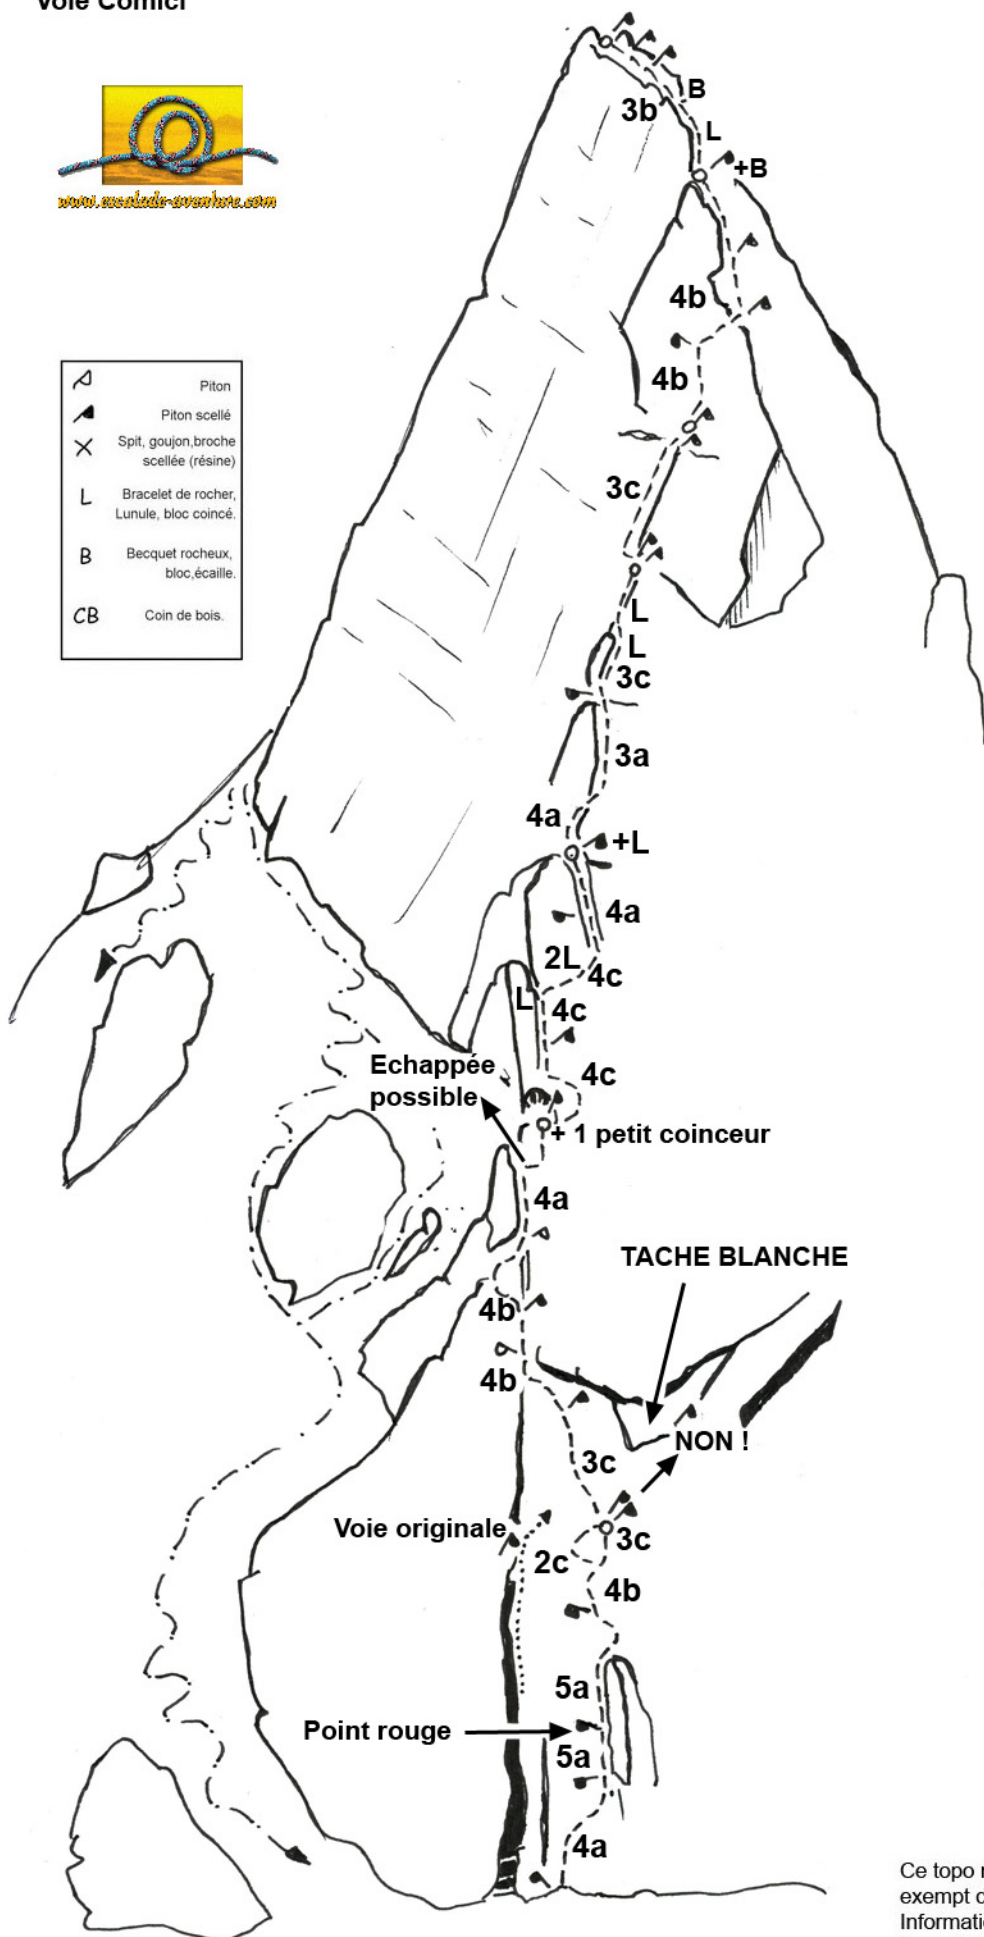 Voie Comici
www.escalade-aventure.com
3b
B
L
+B
4b
4b
Piton
Piton scellé
Spit, goujon,broche
scellée (résine)
L
Bracelet de rocher,
Lunule, bloc coincé.
B
Becquet rocheux,
bloc,écaille.
CB
Coin de bois.
3c
L
L
3c
3a
4a
+L
4a
2L
4c
L
4c
Echappée
possible
4c
+ 1 petit coinceur
4a
TACHE BLANCHE
4b
4b
NON !
3c
Voie originale
3c
2c
4b
5a
Point rouge
5a
4a
Ce topo
exempt